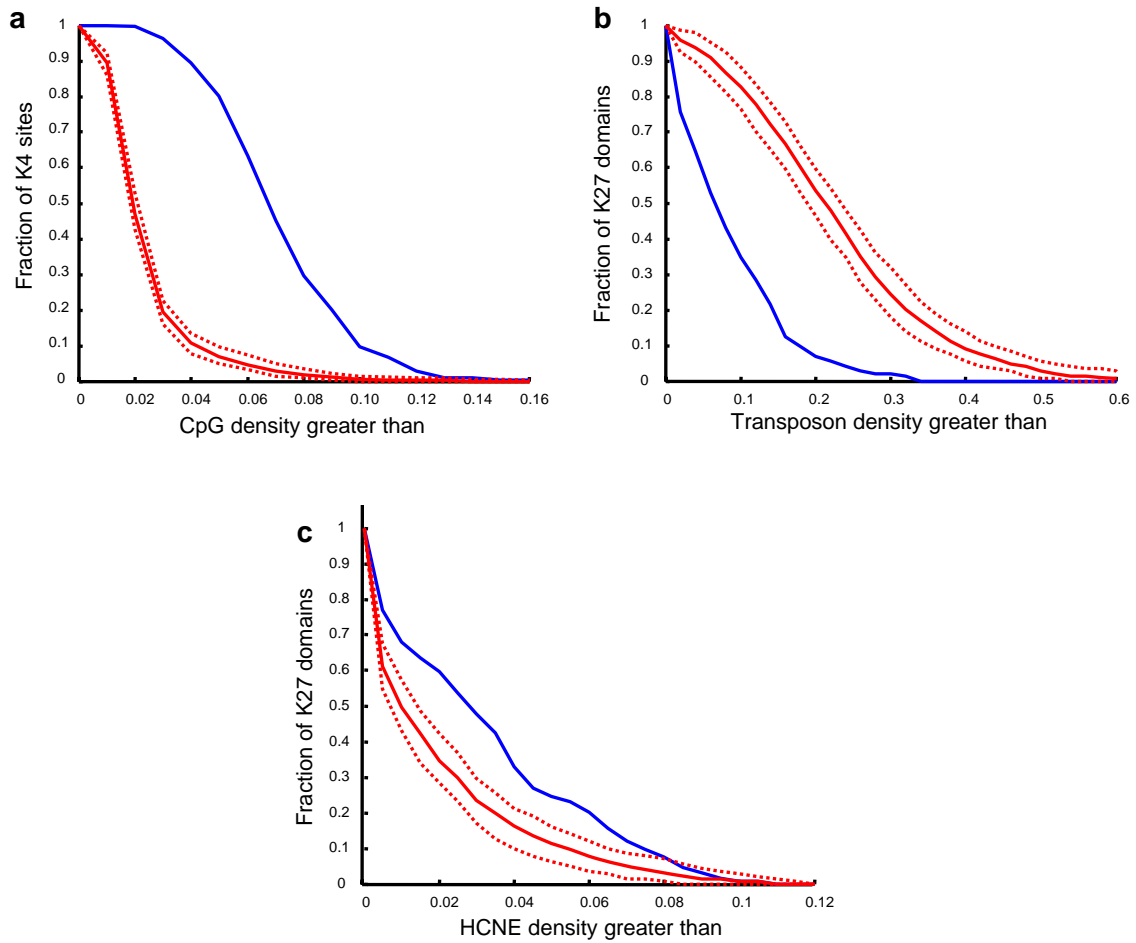 a
1
0.9
0.8
0.7
0.6
0.5
0.4
0.3
0.2
0.1
0
Fraction of K4 sites
0 0.02 0.04 0.06 0.08 0.10 0.12 0.14 0.16
CpG density greater than
b
1
0.9
0.8
0.7
0.6
0.5
0.4
0.3
0.2
0.1
0
Fraction of K27 domains
0 0.1 0.2 0.3 0.4 0.5 0.6
Transposon density greater than
c
1
0.9
0.8
0.7
0.6
0.5
0.4
0.3
0.2
0.1
0
Fraction of K27 domains
0 0.02 0.04 0.06 0.08 0.1 0.12
HCNE density greater than